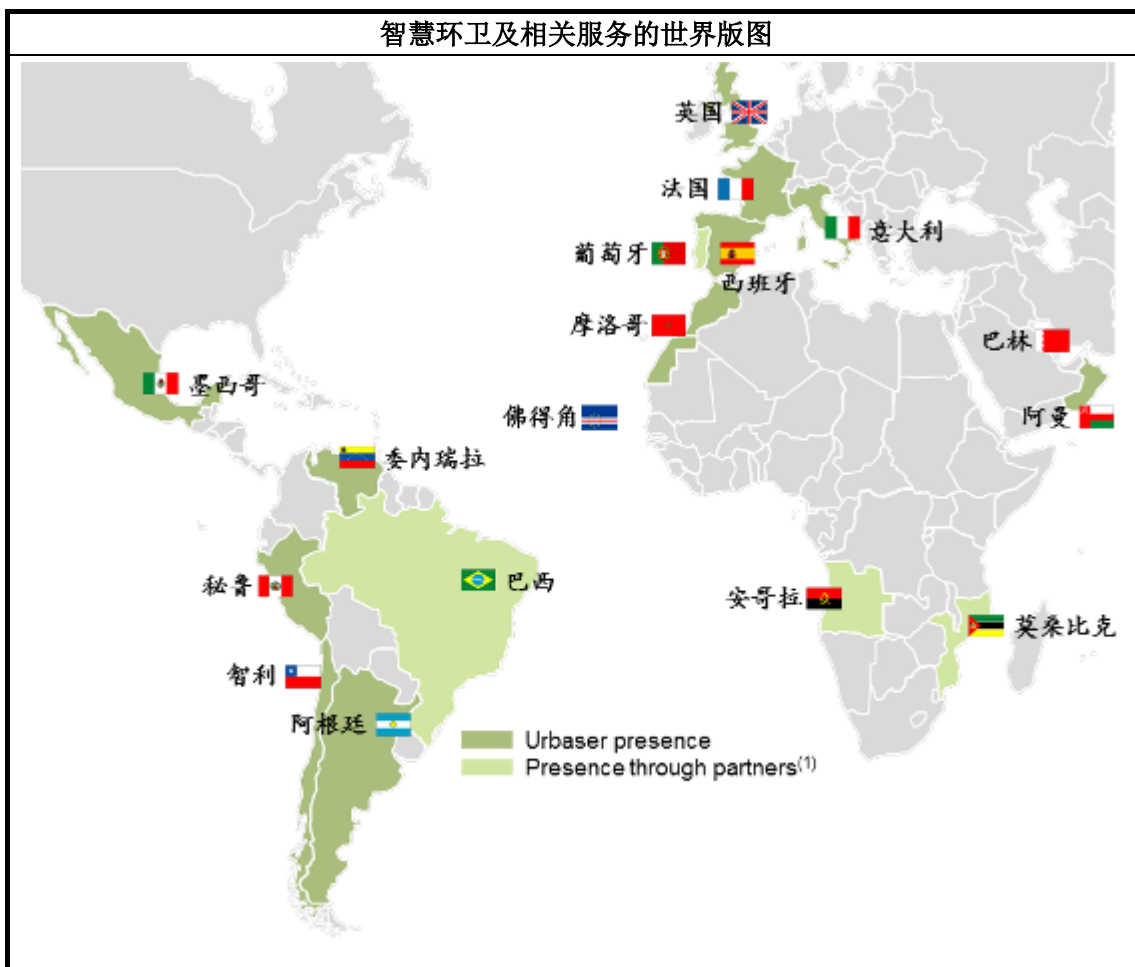 智慧环卫及相关服务的世界版图
英国
法国
意大利
葡萄牙
西班牙
摩洛哥
巴林
墨西哥
佛得角
阿曼
委内瑞拉
秘鲁
巴西
安哥拉
莫桑比克
智利
阿根廷
Urbaser presence
Presence through partners(1)